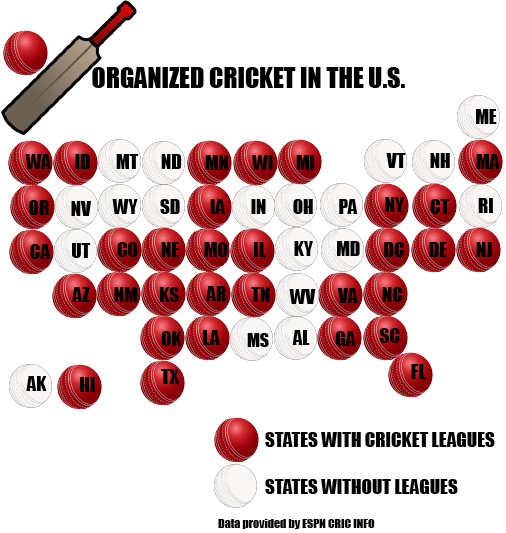 ORGANIZED CRICKET IN THE U.S.
ME
WA ID MT ND MN WI MI VT NH MA
OR NV WY SD IA IN OH PA NY CT RI
CA UT CO NE MO IL KY MD DC DE NJ
AZ NM KS AR TN WV VA NC
OK LA MS AL GA SC
AK HI TX FL
STATES WITH CRICKET LEAGUES
STATES WITHOUT LEAGUES
Data provided by ESPN CRIC INFO